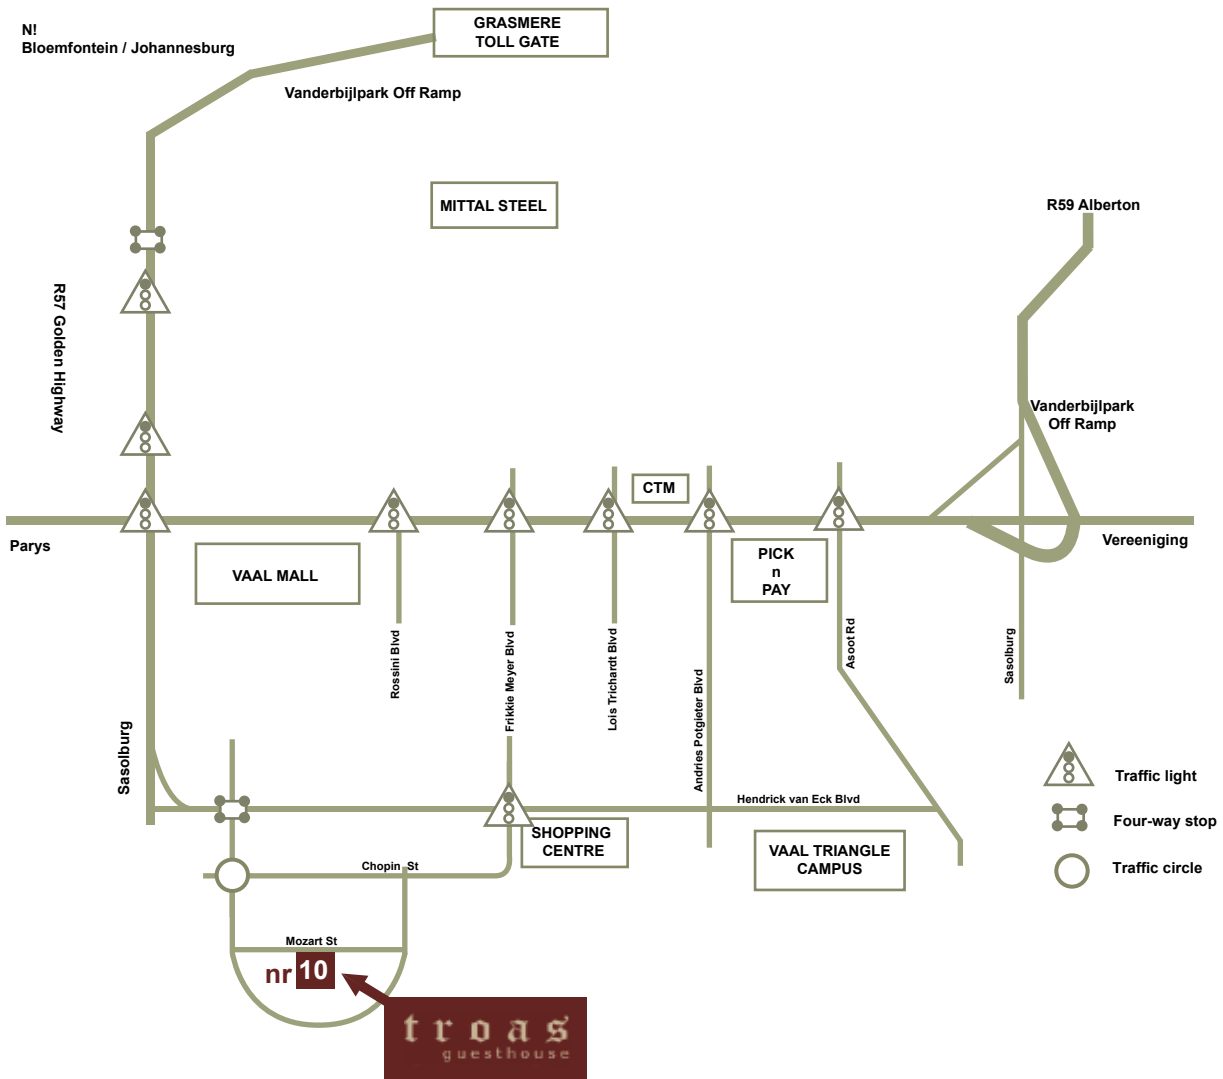 N!
Bloemfontein / Johannesburg
GRASMERE
TOLL GATE
Vanderbijlpark Off Ramp
MITTAL STEEL
R59 Alberton
R57 Golden Highway
Vanderbijlpark
Off Ramp
CTM
Parys
Vereeniging
VAAL MALL
PICK
n
PAY
Rossini Blvd
Frikkie Meyer Blvd
Lois Trichardt Blvd
Andries Potgieter Blvd
Asoot Rd
Sasolburg
Sasolburg
Traffic light
Hendrick van Eck Blvd
Four-way stop
SHOPPING
CENTRE
VAAL TRIANGLE
CAMPUS
Chopin St
Traffic circle
Mozart St
nr 10
troas
guesthouse